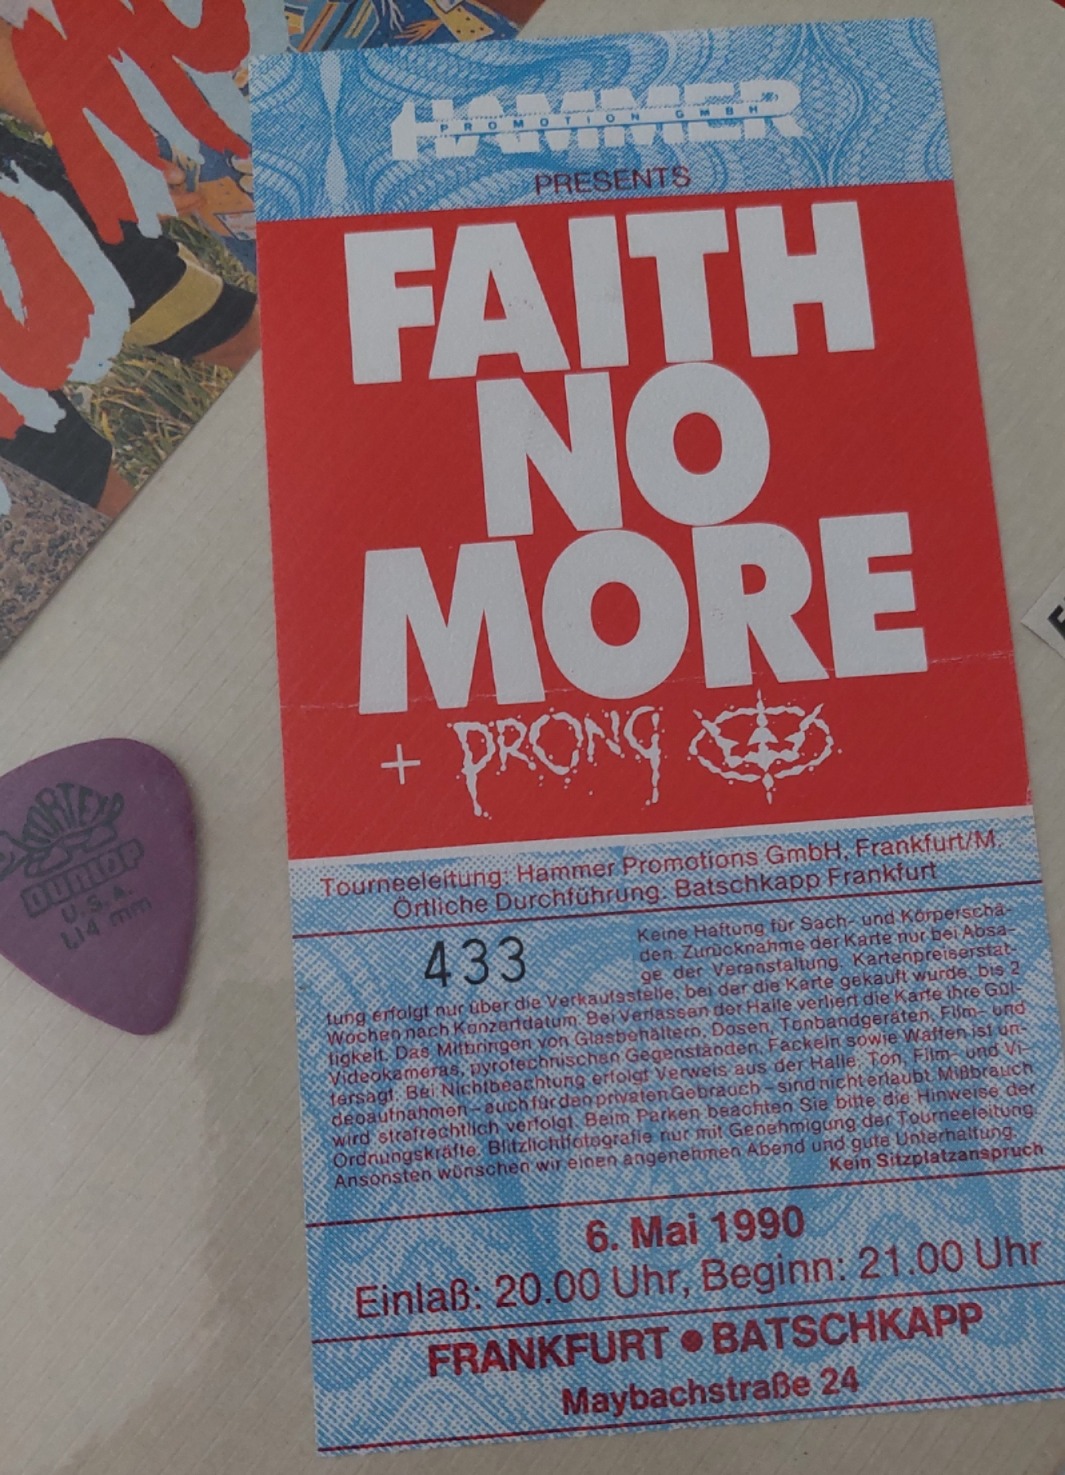 HAMMER
PROMOTION GMBH
PRESENTS
FAITH
NO
MORE
+ PRONG
Tourneeleitung: Hammer Promotions GmbH, Frankfurt/M.
Örtliche Durchführung: Batschkapp Frankfurt
433
Keine Haftung für Sach- und Körperschä-
den. Zurücknahme der Karte nur bei Absa-
ge der Veranstaltung. Kartenpreiserstat-
tung erfolgt nur über die Verkaufsstelle, bei der die Karte gekauft wurde, bis 2
Wochen nach Konzertdatum. Bei Verlassen der Halle verliert die Karte ihre Gül-
tigkeit. Das Mitbringen von Glasbehältern, Dosen, Tonbandgeräten, Film- und
Videokameras, pyrotechnischen Gegenständen, Fackeln sowie Waffen ist un-
tersagt. Bei Nichtbeachtung erfolgt Verweis aus der Halle. Ton, Film- und Vi-
deoaufnahmen – auch für den privaten Gebrauch – sind nicht erlaubt. Mißbrauch
wird strafrechtlich verfolgt. Beim Parken beachten Sie bitte die Hinweise der
Ordnungskräfte. Blitzlichtfotografie nur mit Genehmigung der Tourneeleitung.
Ansonsten wünschen wir einen angenehmen Abend und gute Unterhaltung.
Kein Sitzplatzanspruch
6. Mai 1990
Einlaß: 20.00 Uhr, Beginn: 21.00 Uhr
FRANKFURT • BATSCHKAPP
Maybachstraße 24
VORTEX
DUNLOP
U.S.A.
1.14 mm